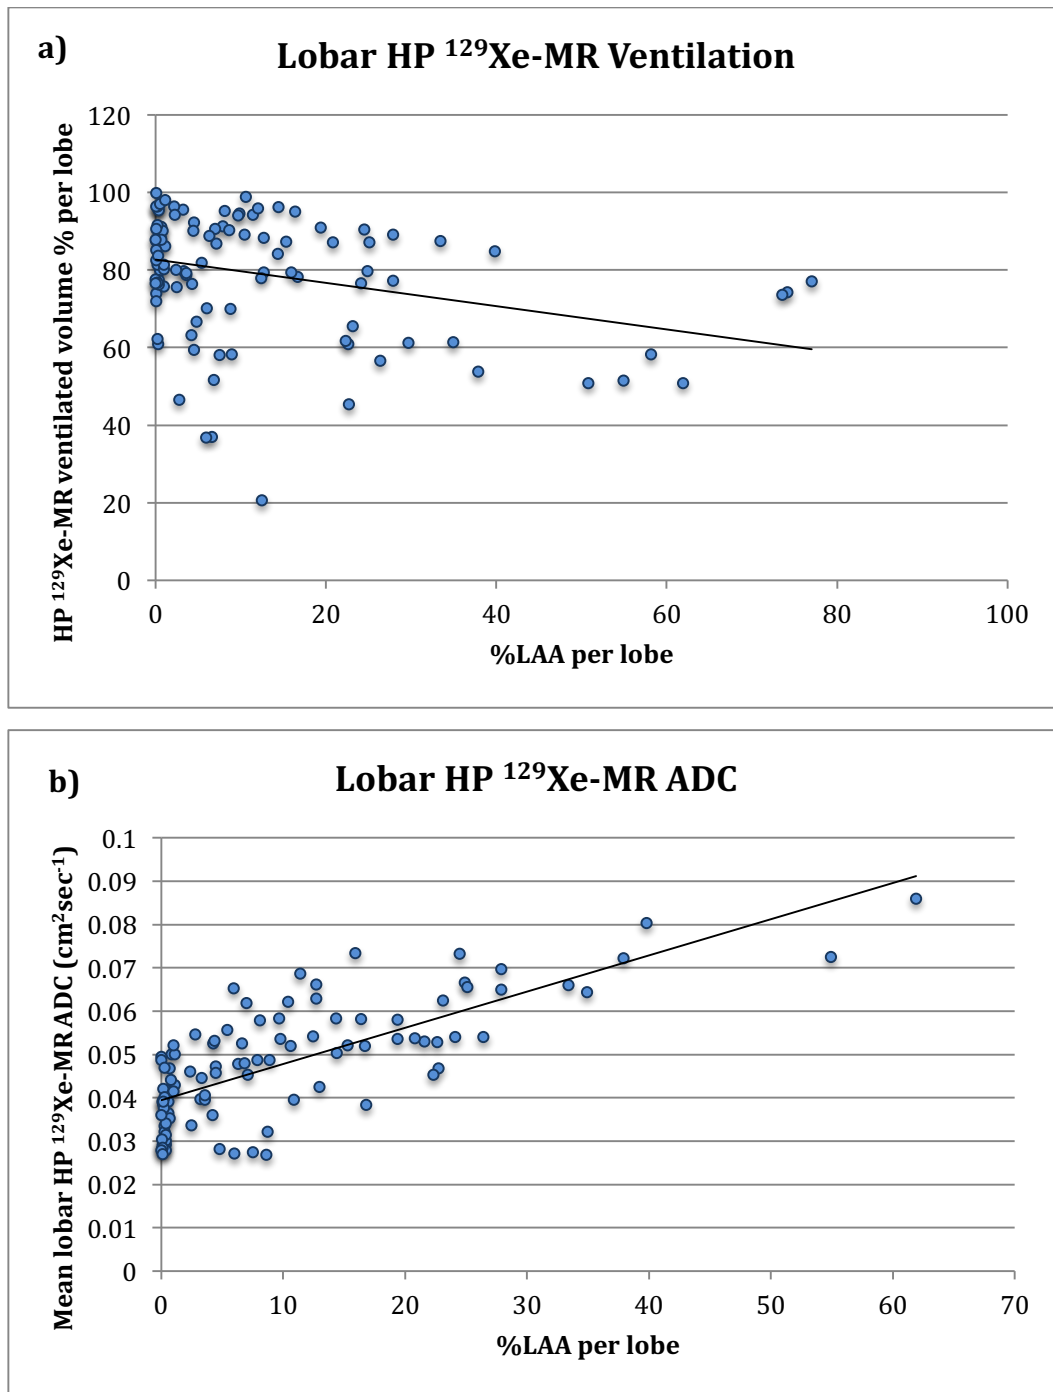 a)
Lobar HP ¹²⁹Xe-MR Ventilation
HP ¹²⁹Xe-MR ventilated volume % per lobe
120
100
80
60
40
20
0
0 20 40 60 80 100
%LAA per lobe
b)
Lobar HP ¹²⁹Xe-MR ADC
Mean lobar HP ¹²⁹Xe-MR ADC (cm²sec⁻¹)
0.1
0.09
0.08
0.07
0.06
0.05
0.04
0.03
0.02
0.01
0
0 10 20 30 40 50 60 70
%LAA per lobe